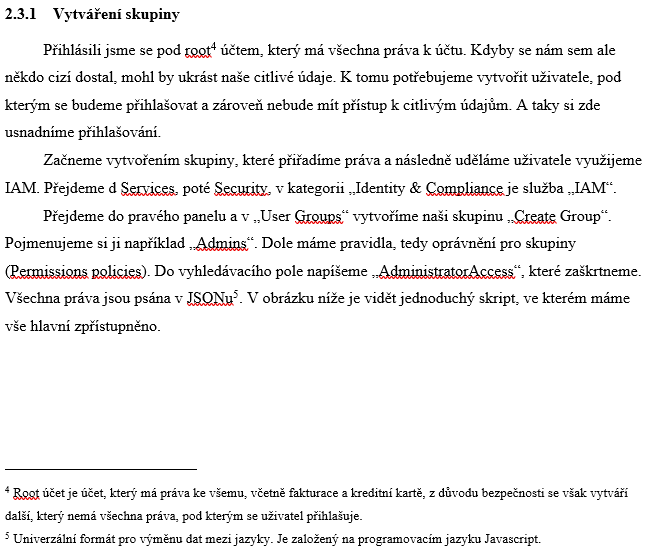 2.3.1 Vytváření skupiny
Přihlásili jsme se pod root4 účtem, který má všechna práva k účtu. Kdyby se nám sem ale
někdo cizí dostal, mohl by ukrást naše citlivé údaje. K tomu potřebujeme vytvořit uživatele, pod
kterým se budeme přihlašovat a zároveň nebude mít přístup k citlivým údajům. A taky si zde
usnadníme přihlašování.
Začneme vytvořením skupiny, které přiřadíme práva a následně uděláme uživatele využijeme
IAM. Přejdeme d Services, poté Security, v kategorii „Identity & Compliance je služba „IAM“.
Přejdeme do pravého panelu a v „User Groups“ vytvoříme naši skupinu „Create Group“.
Pojmenujeme si ji například „Admins“. Dole máme pravidla, tedy oprávnění pro skupiny
(Permissions policies). Do vyhledávacího pole napíšeme „AdministratorAccess“, které zaškrtneme.
Všechna práva jsou psána v JSONu5. V obrázku níže je vidět jednoduchý skript, ve kterém máme
vše hlavní zpřístupněno.
4 Root účet je účet, který má práva ke všemu, včetně fakturace a kreditní kartě, z důvodu bezpečnosti se však vytváří
další, který nemá všechna práva, pod kterým se uživatel přihlašuje.
5 Univerzální formát pro výměnu dat mezi jazyky. Je založený na programovacím jazyku Javascript.